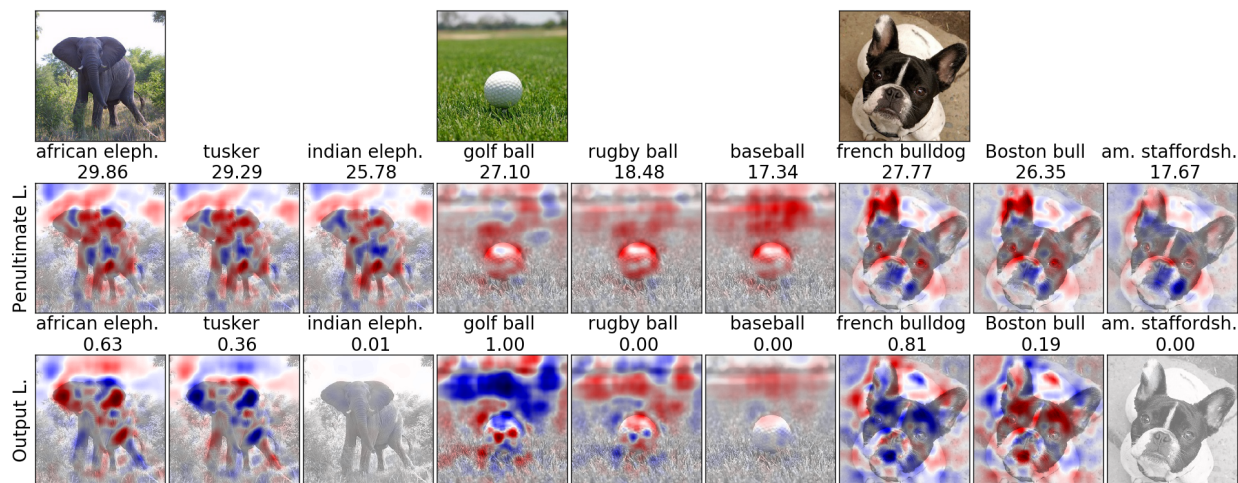 african eleph. tusker indian eleph. golf ball rugby ball baseball french bulldog Boston bull am. staffordsh.
29.86 29.29 25.78 27.10 18.48 17.34 27.77 26.35 17.67
Penultimate L.
african eleph. tusker indian eleph. golf ball rugby ball baseball french bulldog Boston bull am. staffordsh.
0.63 0.36 0.01 1.00 0.00 0.00 0.81 0.19 0.00
Output L.